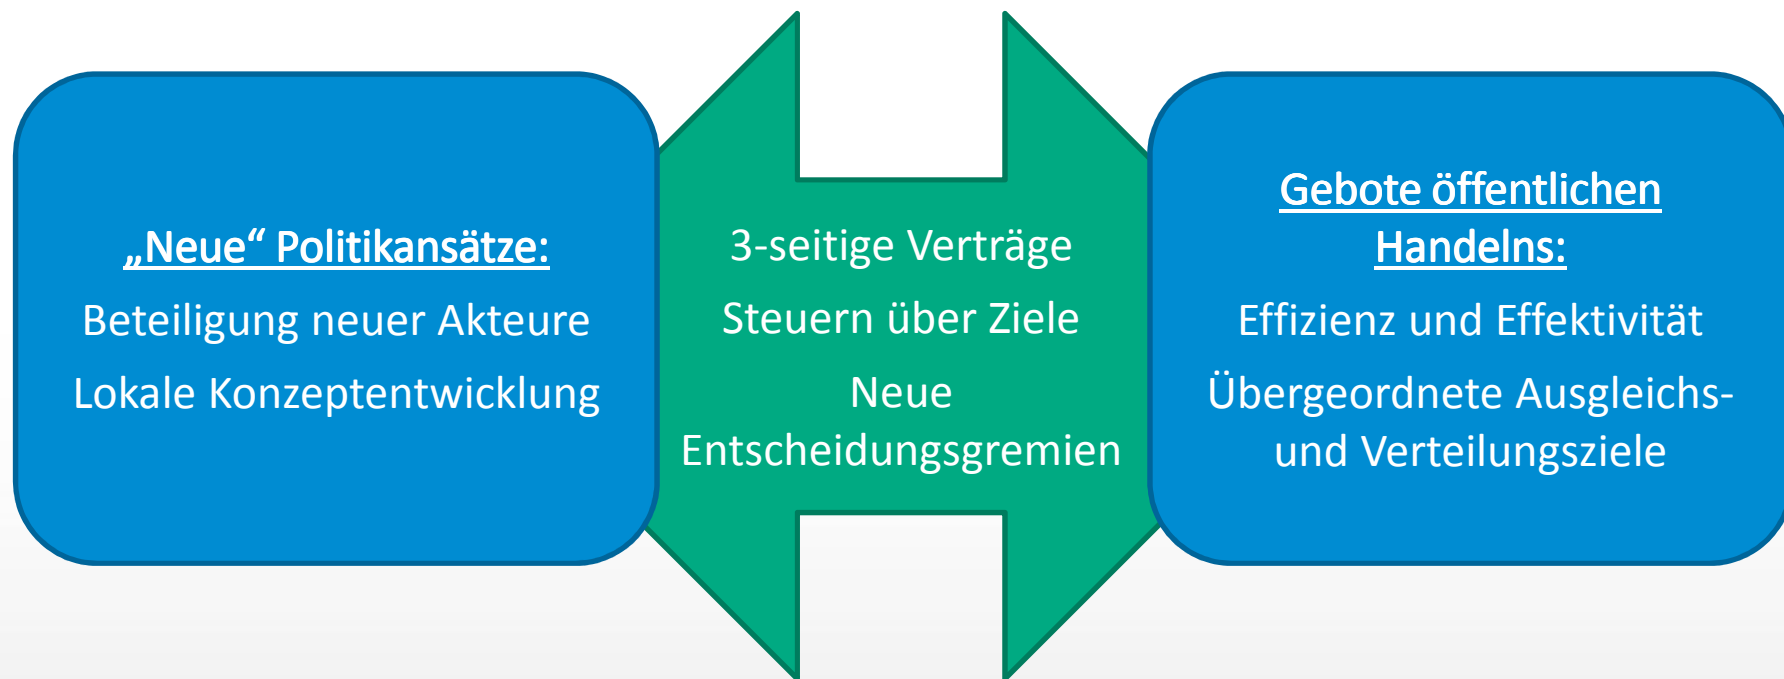 „Neue“ Politikansätze:
Beteiligung neuer Akteure
Lokale Konzeptentwicklung
3-seitige Verträge
Steuern über Ziele
Neue
Entscheidungsgremien
Gebote öffentlichen
Handelns:
Effizienz und Effektivität
Übergeordnete Ausgleichs-
und Verteilungsziele